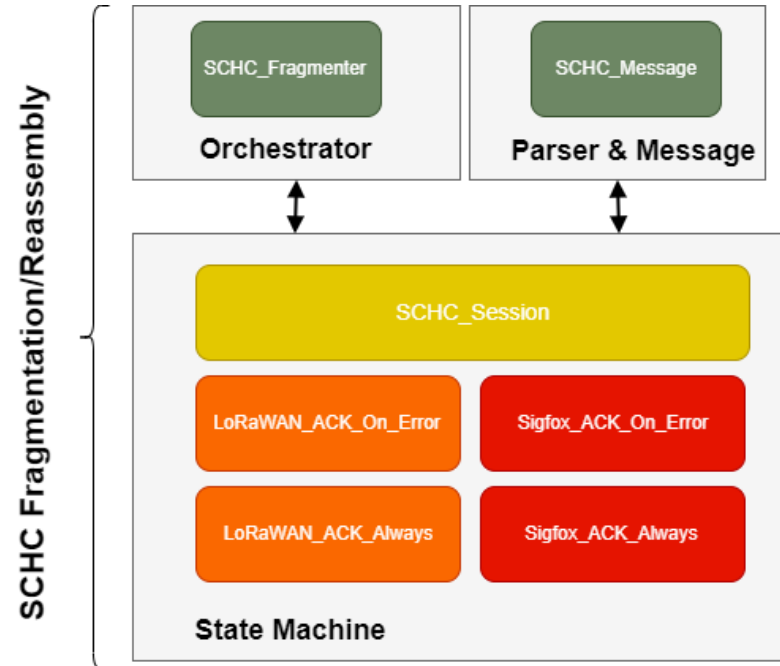 SCHC Fragmentation/Reassembly
SCHC_Fragmenter
Orchestrator
SCHC_Message
Parser & Message
SCHC_Session
LoRaWAN_ACK_On_Error
Sigfox_ACK_On_Error
LoRaWAN_ACK_Always
Sigfox_ACK_Always
State Machine